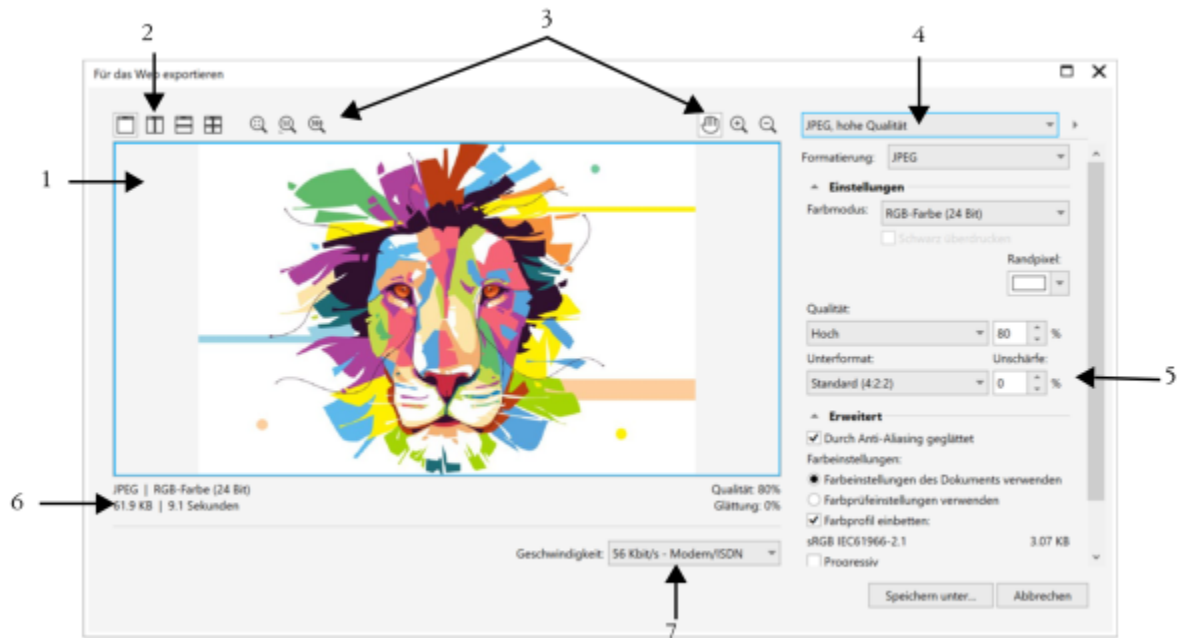 2
3
4
Für das Web exportieren
JPEG, hohe Qualität
1
Formatierung: JPEG
Einstellungen
Farbmodus: RGB-Farbe (24 Bit)
Schwarz überdrucken
Randpixel:
Qualität:
Hoch 80 %
Unterformat: Unschärfe:
Standard (4:2:2) 0 %
5
Erweitert
Durch Anti-Aliasing geglättet
Farbeinstellungen:
Farbeinstellungen des Dokuments verwenden
Farbprüfeinstellungen verwenden
Farbprofil einbetten:
sRGB IEC61966-2.1 3.07 KB
Progressiv
JPEG | RGB-Farbe (24 Bit) Qualität: 80%
6
61.9 KB | 9.1 Sekunden Glättung: 0%
Geschwindigkeit: 56 Kbit/s - Modem/ISDN
Speichern unter... Abbrechen
7